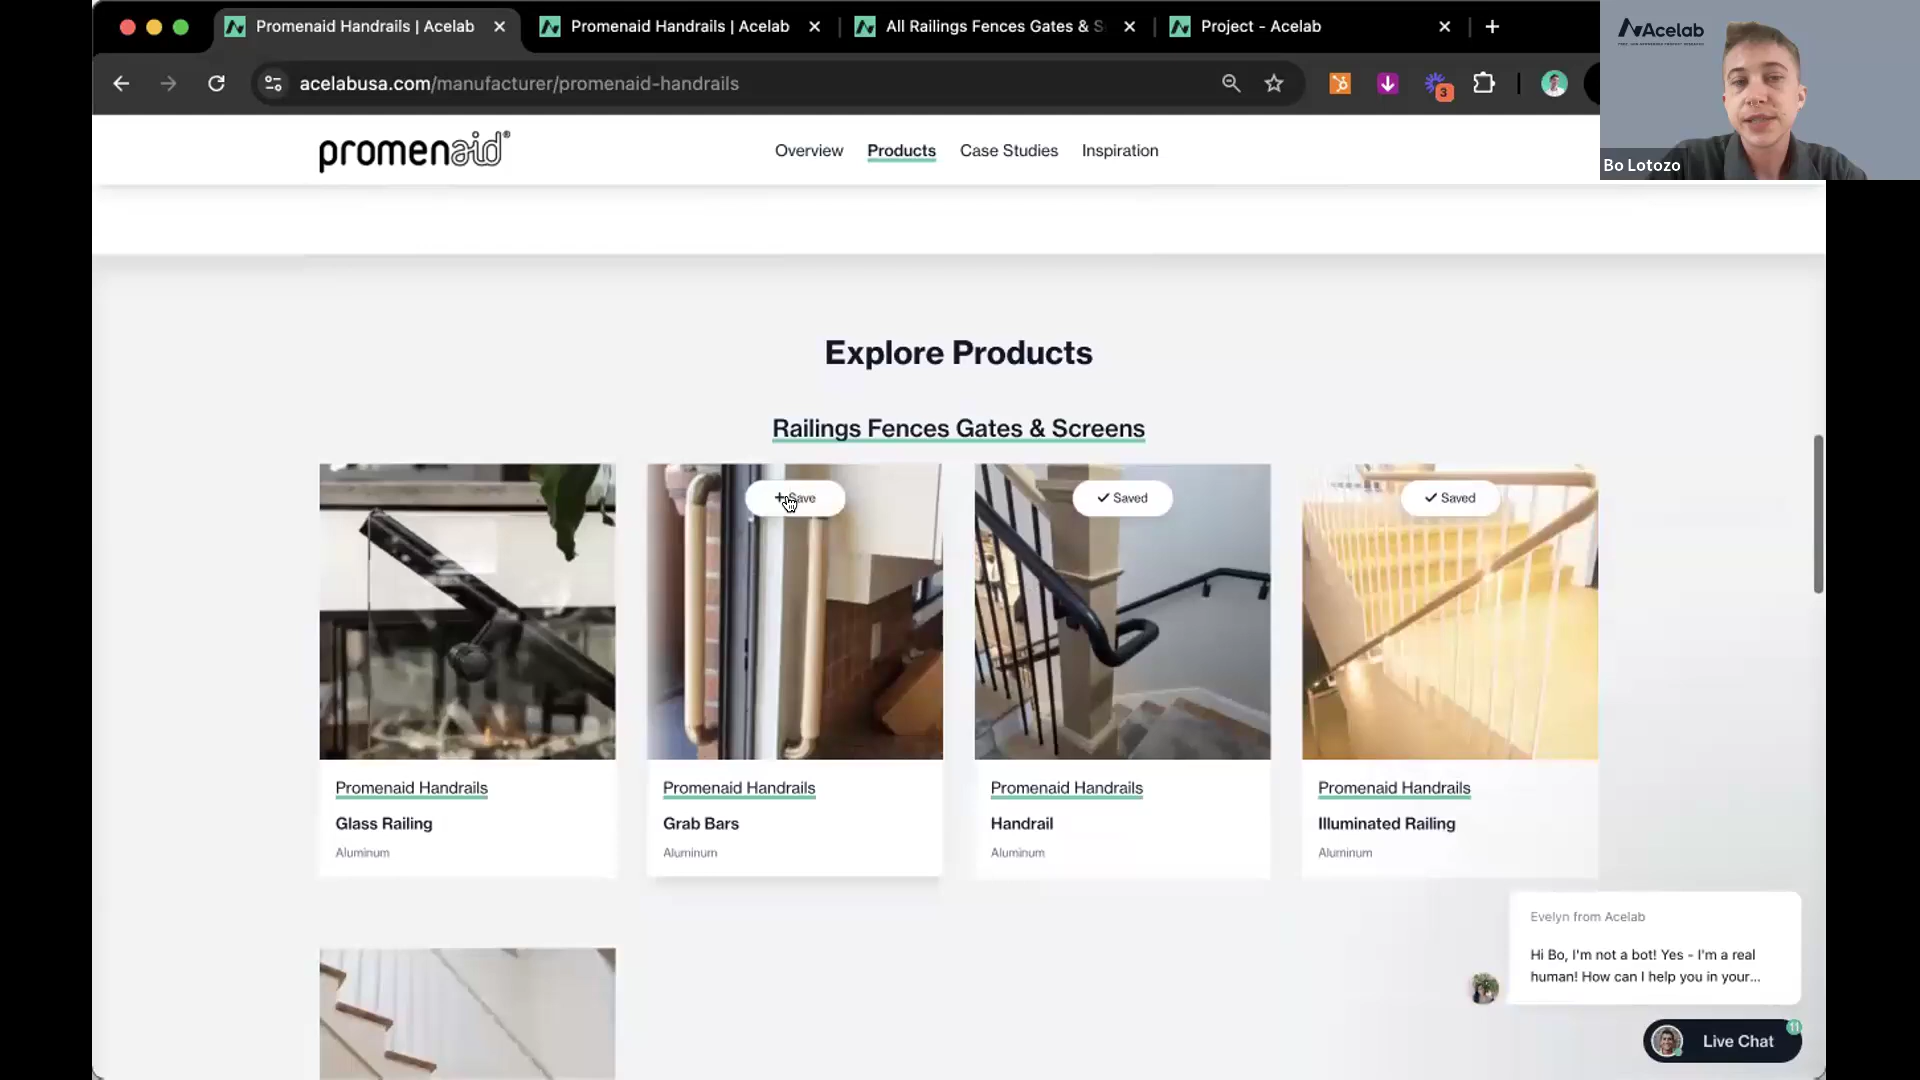 Promenaid Handrails | Acelab
Promenaid Handrails | Acelab
All Railings Fences Gates & S
Project - Acelab
acelabusa.com/manufacturer/promenaid-handrails
3
Acelab
Bo Lotozo
promenaid®
Overview
Products
Case Studies
Inspiration
Explore Products
Railings Fences Gates & Screens
Save
Saved
Saved
Promenaid Handrails
Glass Railing
Aluminum
Promenaid Handrails
Grab Bars
Aluminum
Promenaid Handrails
Handrail
Aluminum
Promenaid Handrails
Illuminated Railing
Aluminum
Evelyn from Acelab
Hi Bo, I'm not a bot! Yes - I'm a real
human! How can I help you in your...
Live Chat
11